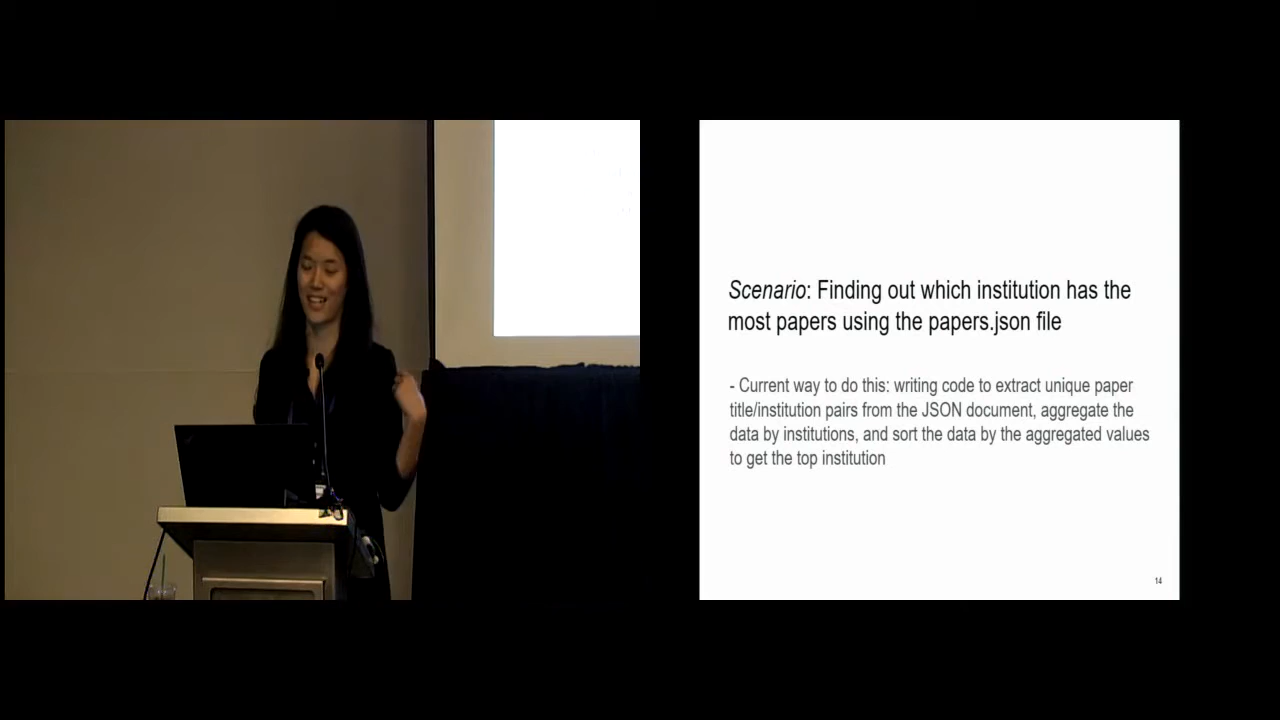 Scenario: Finding out which institution has the
most papers using the papers.json file
- Current way to do this: writing code to extract unique paper
title/institution pairs from the JSON document, aggregate the
data by institutions, and sort the data by the aggregated values
to get the top institution
14